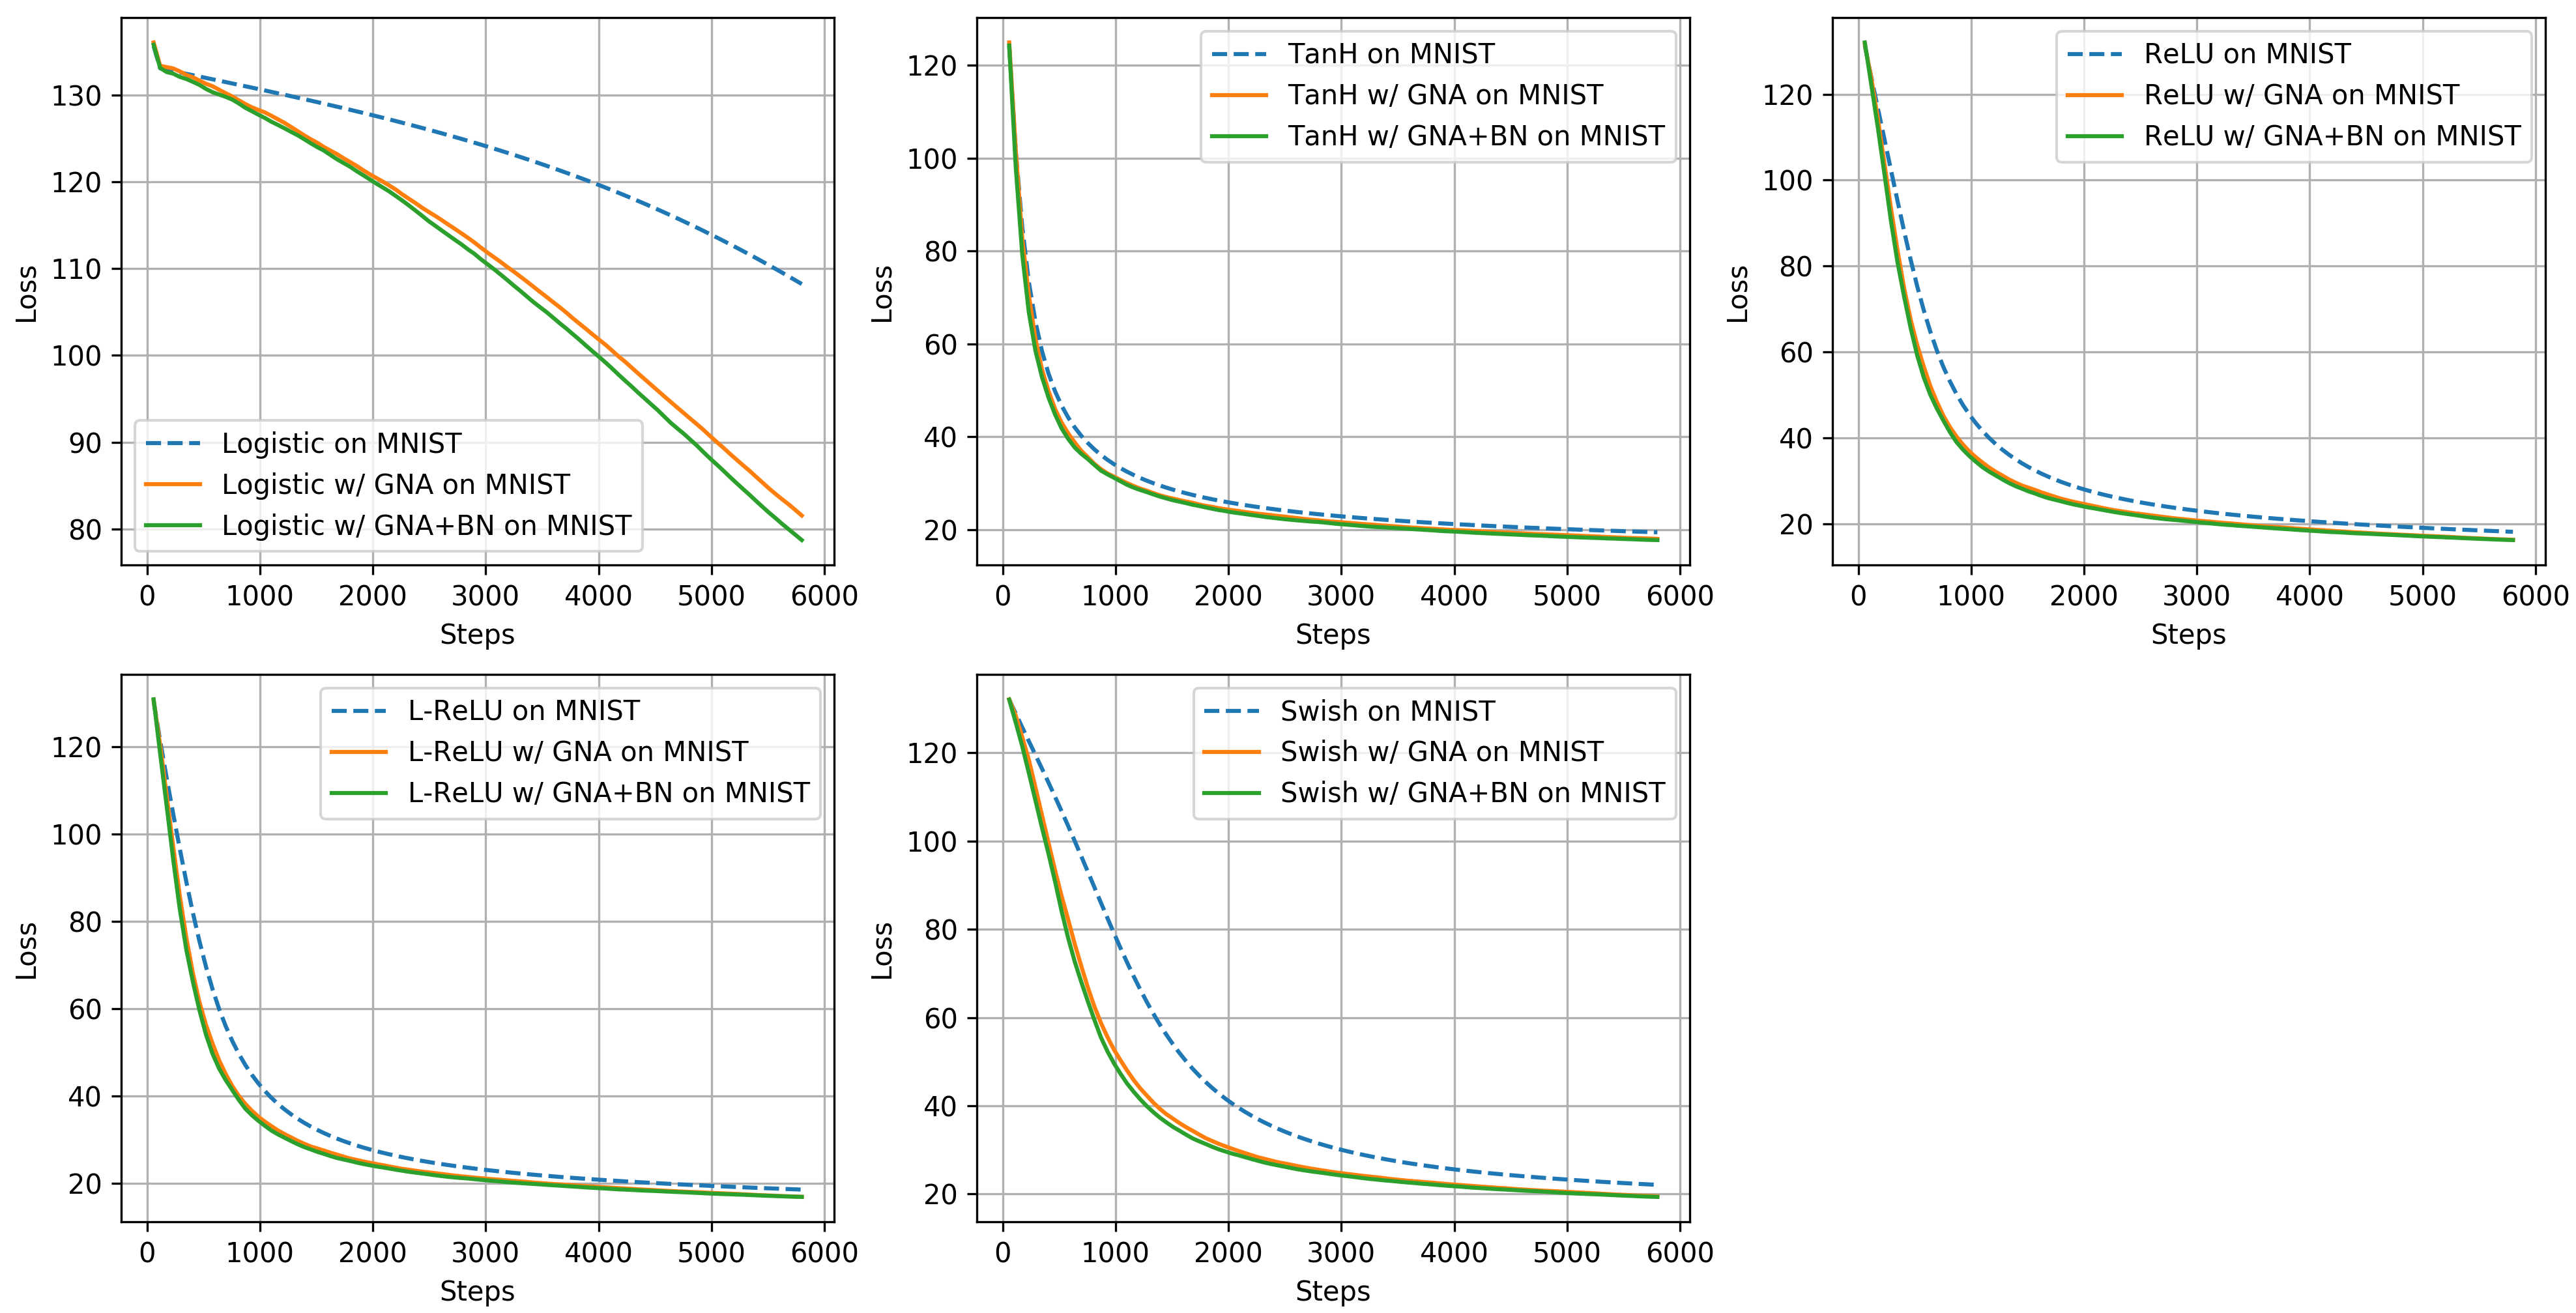 130
120
110
100
90
80
Loss
Logistic on MNIST
Logistic w/ GNA on MNIST
Logistic w/ GNA+BN on MNIST
0 1000 2000 3000 4000 5000 6000
Steps
120
100
80
60
40
20
Loss
TanH on MNIST
TanH w/ GNA on MNIST
TanH w/ GNA+BN on MNIST
0 1000 2000 3000 4000 5000 6000
Steps
120
100
80
60
40
20
Loss
ReLU on MNIST
ReLU w/ GNA on MNIST
ReLU w/ GNA+BN on MNIST
0 1000 2000 3000 4000 5000 6000
Steps
120
100
80
60
40
20
Loss
L-ReLU on MNIST
L-ReLU w/ GNA on MNIST
L-ReLU w/ GNA+BN on MNIST
0 1000 2000 3000 4000 5000 6000
Steps
120
100
80
60
40
20
Loss
Swish on MNIST
Swish w/ GNA on MNIST
Swish w/ GNA+BN on MNIST
0 1000 2000 3000 4000 5000 6000
Steps